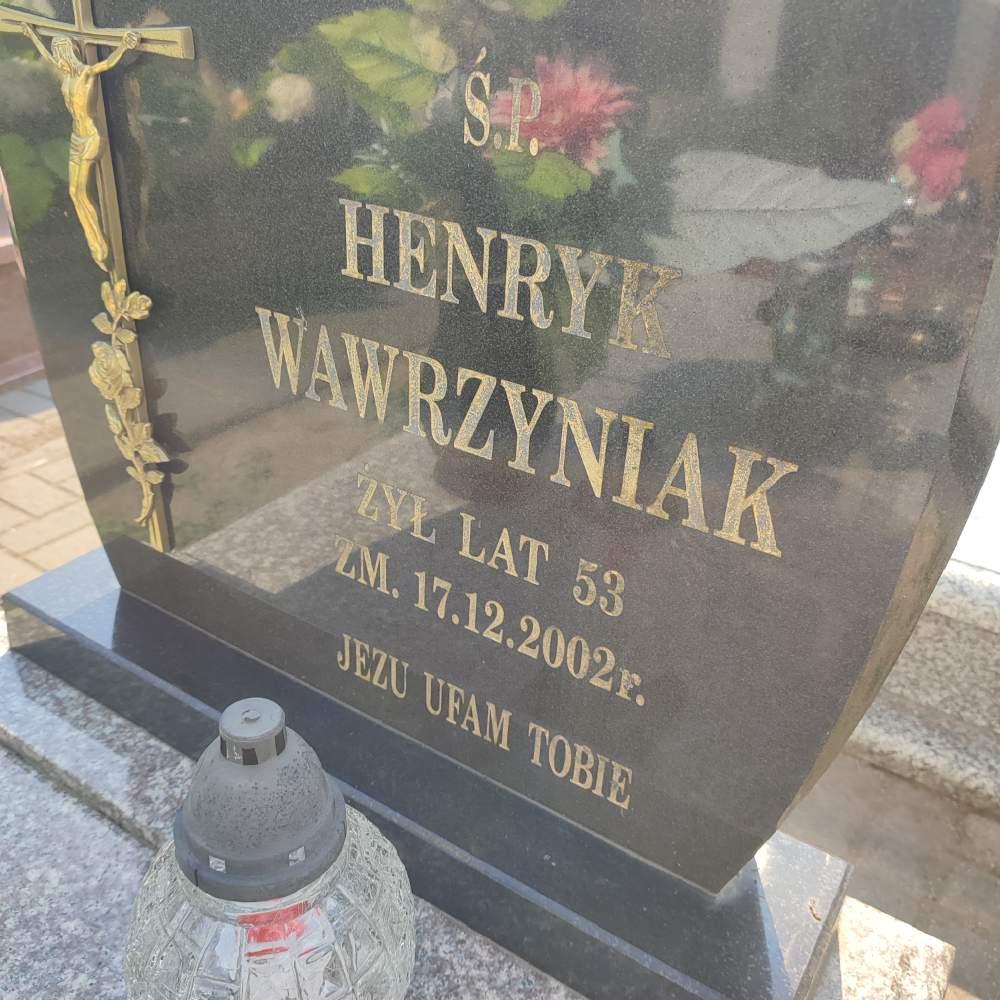 Ś.P.
HENRYK
WAWRZYNIAK
ŻYŁ LAT 53
ZM. 17.12.2002r.
JEZU UFAM TOBIE